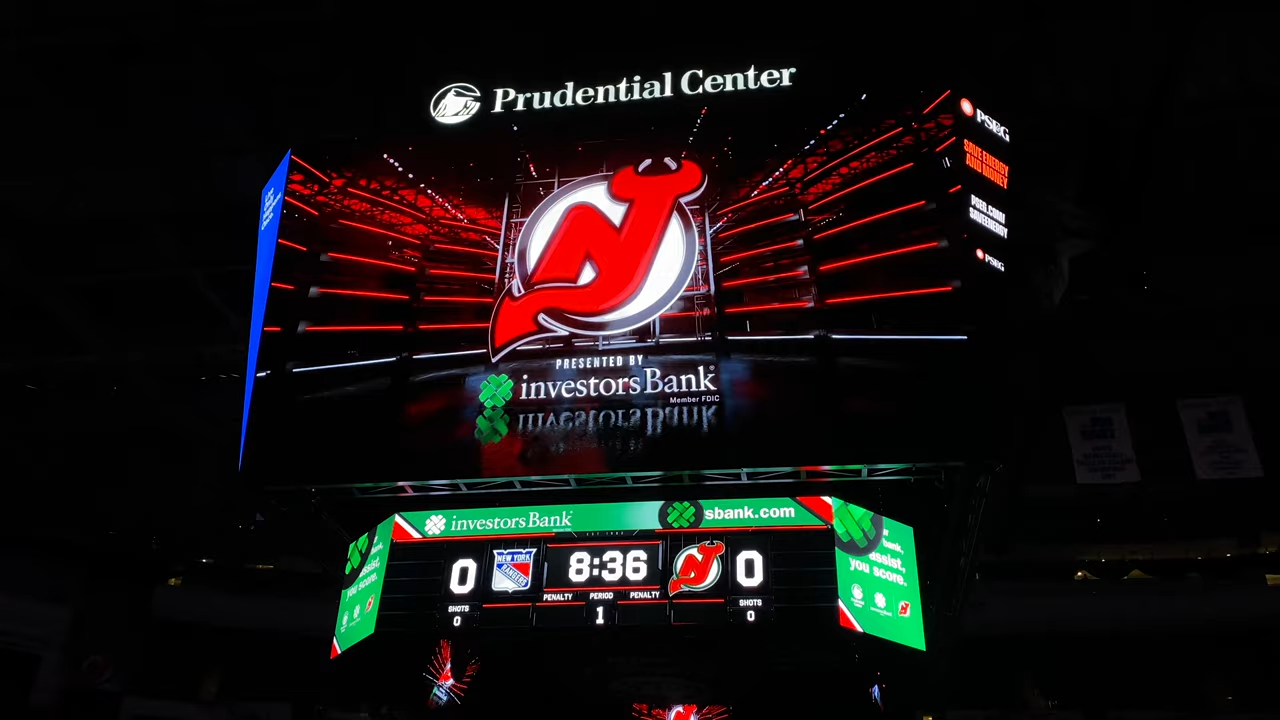 Prudential Center
PSEG
SAVE ENERGY
AND MONEY
PSEG.COM/
SAVEENERGY
PSEG
PRESENTED BY
investorsBank
Member FDIC
investorsBank
sbank.com
0
NEW YORK
RANGERS
8:36
0
PENALTY
PERIOD
PENALTY
SHOTS
0
1
SHOTS
0
assist,
you score.
bank,
assist,
you score.